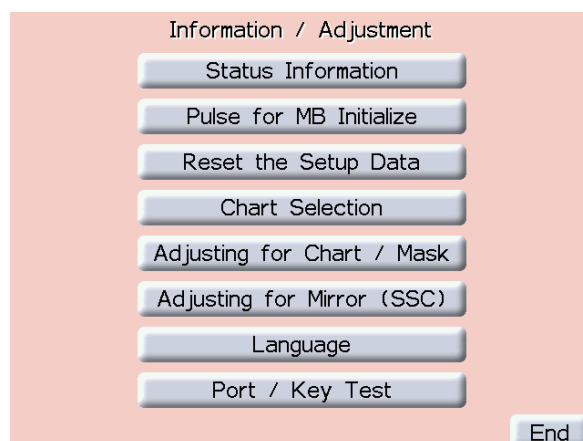 Information / Adjustment
Status Information
Pulse for MB Initialize
Reset the Setup Data
Chart Selection
Adjusting for Chart / Mask
Adjusting for Mirror (SSC)
Language
Port / Key Test
End